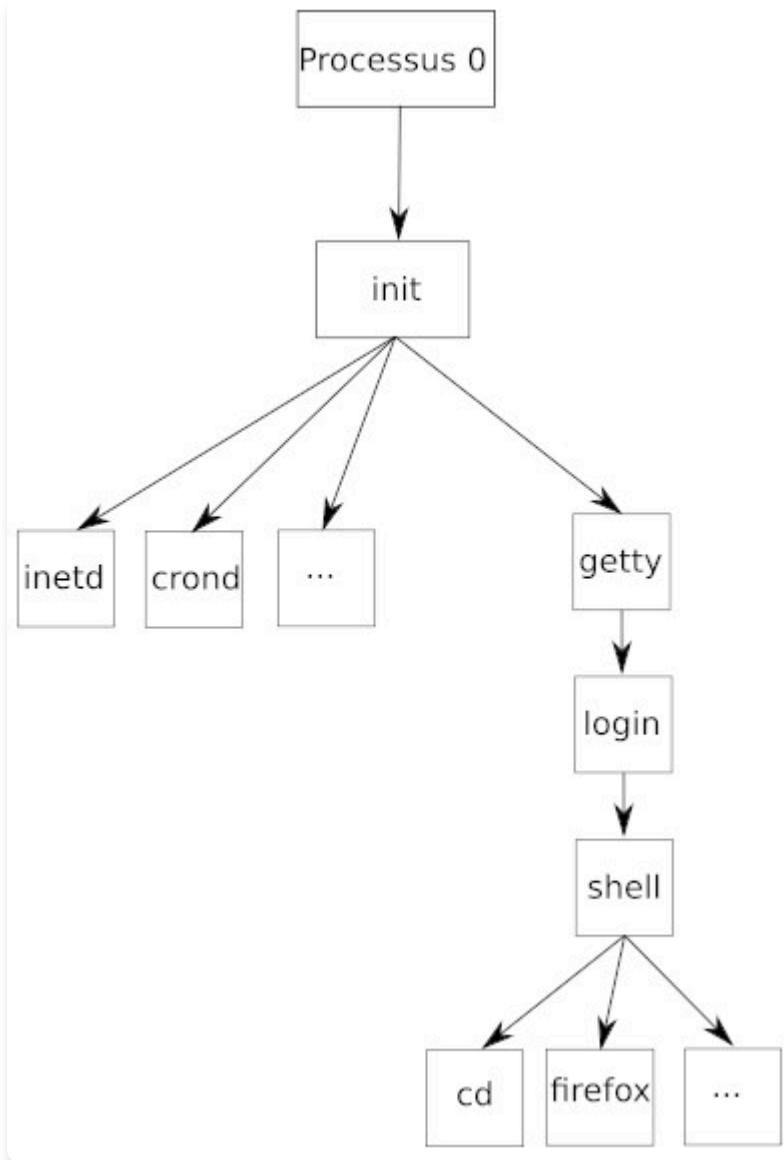 Processus 0
init
inetd
crond
...
getty
login
shell
cd
firefox
...